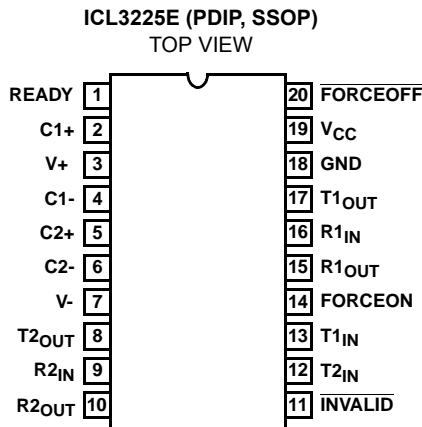 ICL3225E (PDIP, SSOP)
TOP VIEW
READY 1 20 FORCEOFF
C1+ 2 19 VCC
V+ 3 18 GND
C1- 4 17 T1OUT
C2+ 5 16 R1IN
C2- 6 15 R1OUT
V- 7 14 FORCEON
T2OUT 8 13 T1IN
R2IN 9 12 T2IN
R2OUT 10 11 INVALID